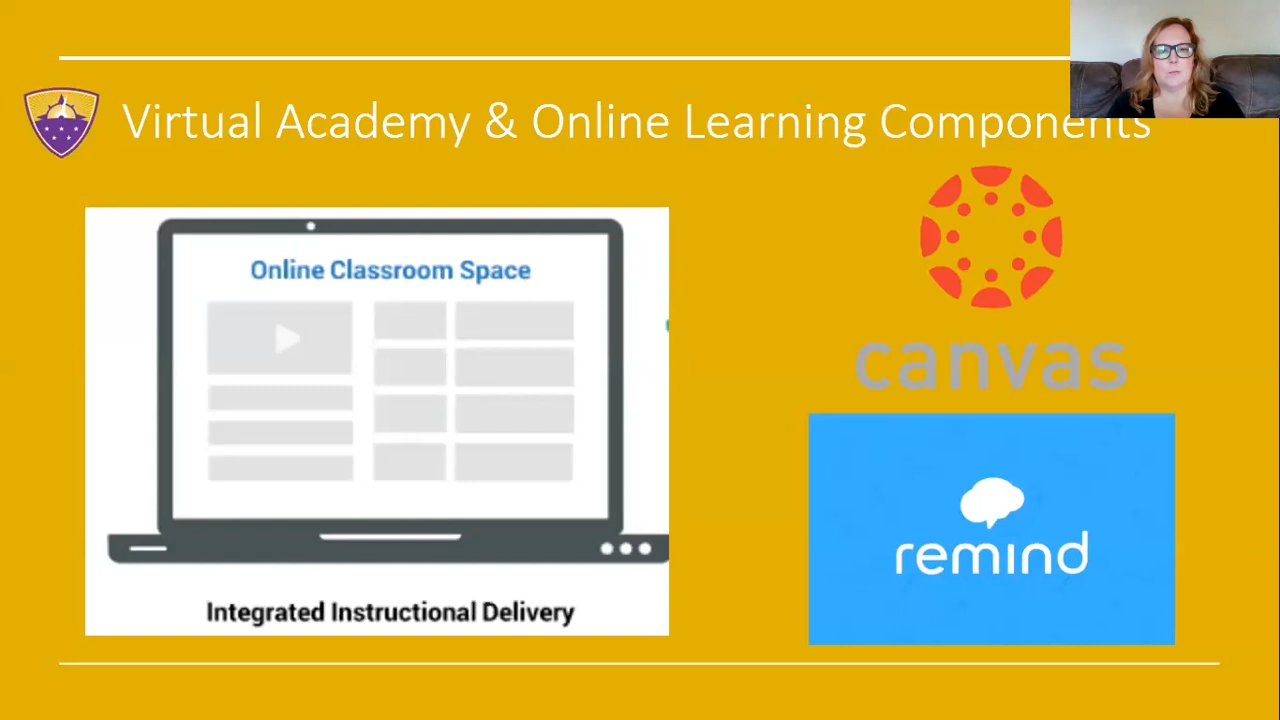 Virtual Academy & Online Learning Components
Online Classroom Space
Integrated Instructional Delivery
canvas
remind